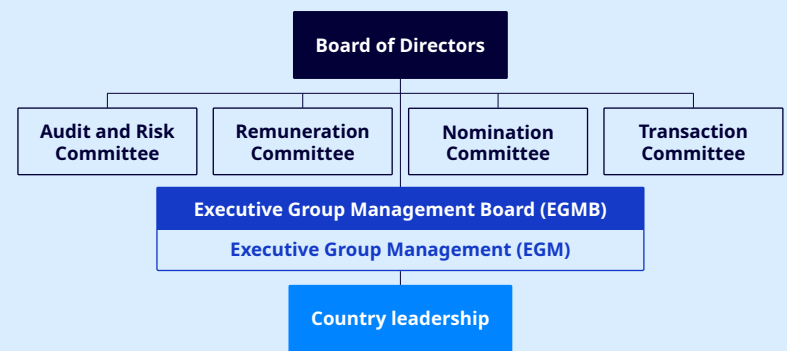 Board of Directors
Audit and Risk
Committee
Remuneration
Committee
Nomination
Committee
Transaction
Committee
Executive Group Management Board (EGMB)
Executive Group Management (EGM)
Country leadership